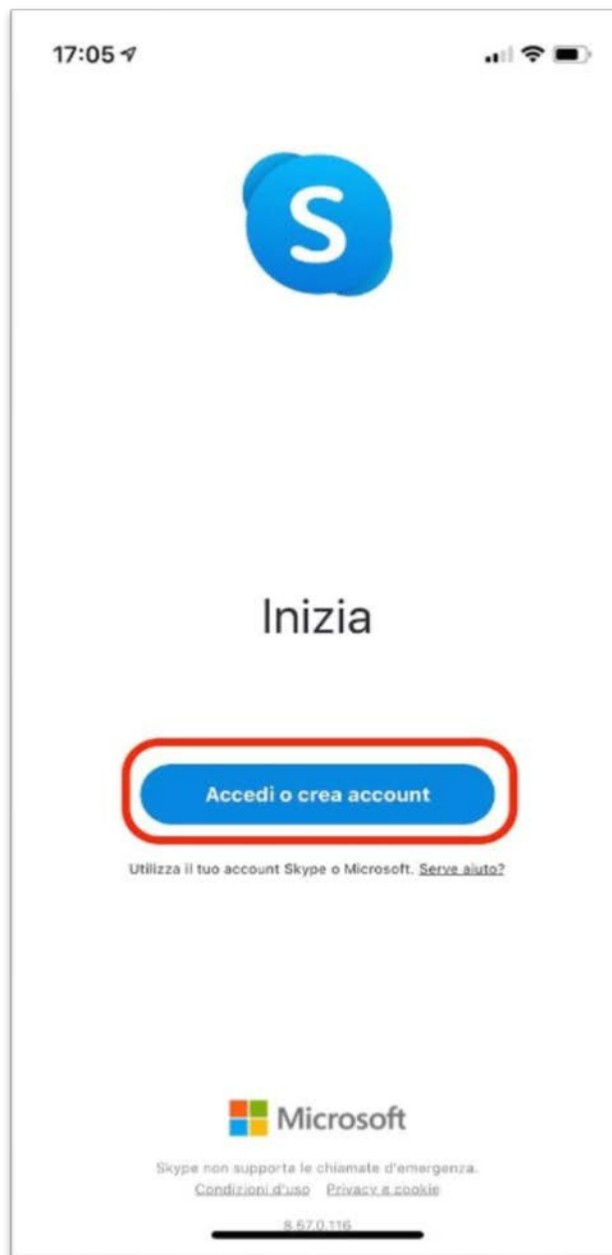 17:05
S
Inizia
Accedi o crea account
Utilizza il tuo account Skype o Microsoft. Serve aiuto?
Microsoft
Skype non supporta le chiamate d'emergenza.
Condizioni d'uso Privacy e cookie
8.57.0.116